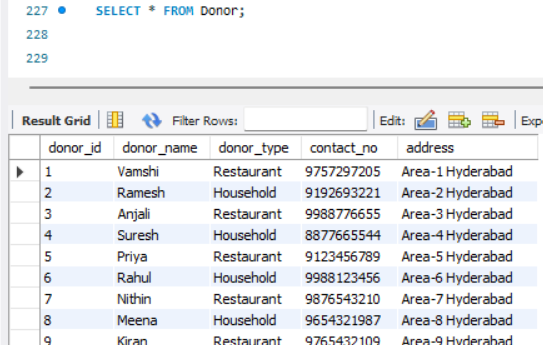 227 SELECT * FROM Donor;
228
229
Result Grid Filter Rows: Edit: Exp
donor_id donor_name donor_type contact_no address
1 Vamshi Restaurant 9757297205 Area-1 Hyderabad
2 Ramesh Household 9192693221 Area-2 Hyderabad
3 Anjali Restaurant 9988776655 Area-3 Hyderabad
4 Suresh Household 8877665544 Area-4 Hyderabad
5 Priya Restaurant 9123456789 Area-5 Hyderabad
6 Rahul Household 9988123456 Area-6 Hyderabad
7 Nithin Restaurant 9876543210 Area-7 Hyderabad
8 Meena Household 9654321987 Area-8 Hyderabad
9 Kiran Restaurant 9765432109 Area-9 Hyderabad